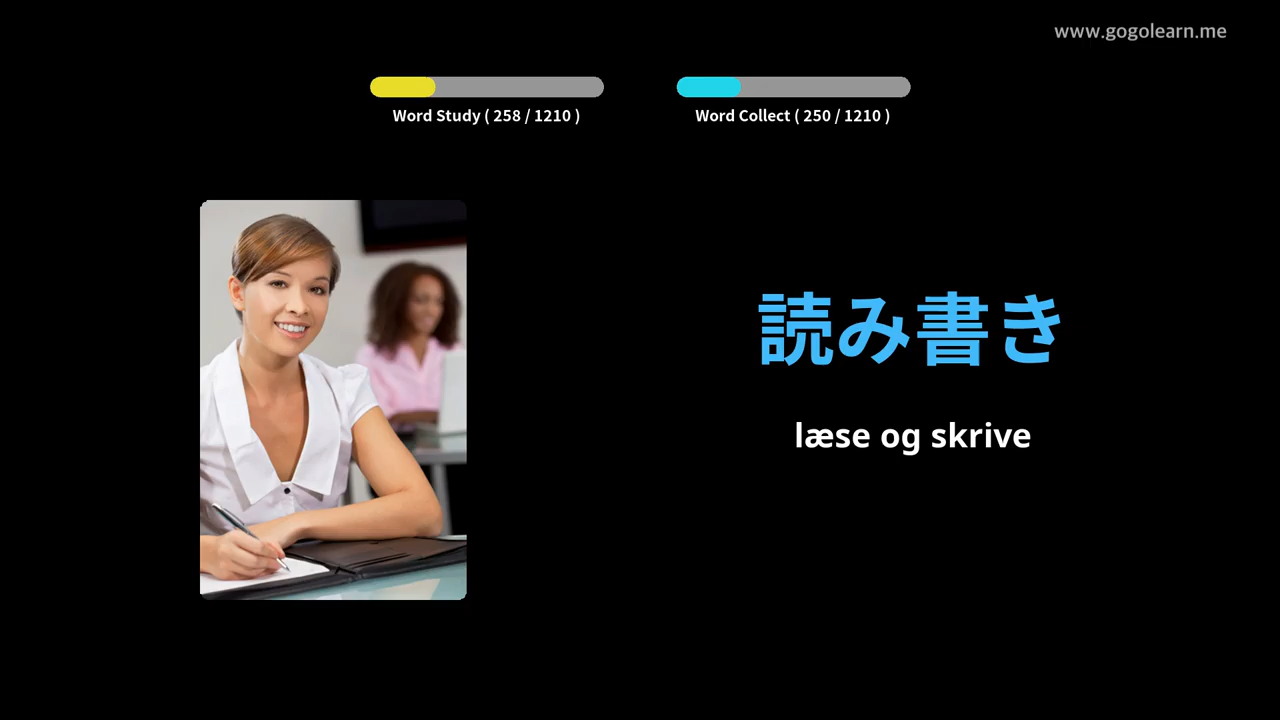 www.gogolearn.me
Word Study ( 258 / 1210 )
Word Collect ( 250 / 1210 )
読み書き
læse og skrive